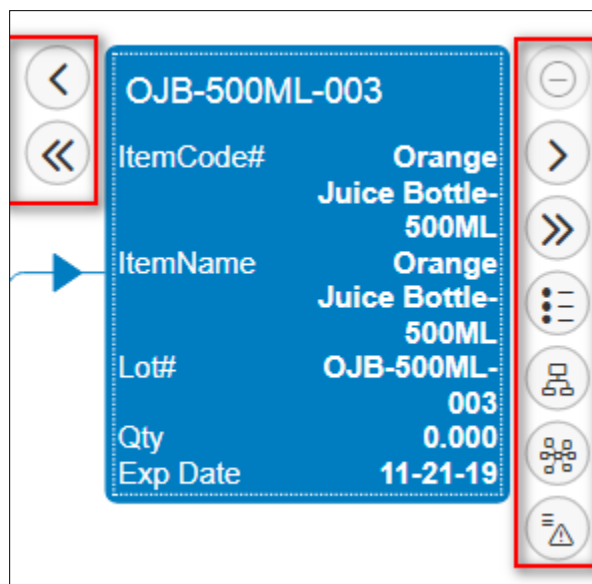 OJB-500ML-003
ItemCode# Orange
Juice Bottle-
500ML
ItemName Orange
Juice Bottle-
500ML
Lot# OJB-500ML-
003
Qty 0.000
Exp Date 11-21-19